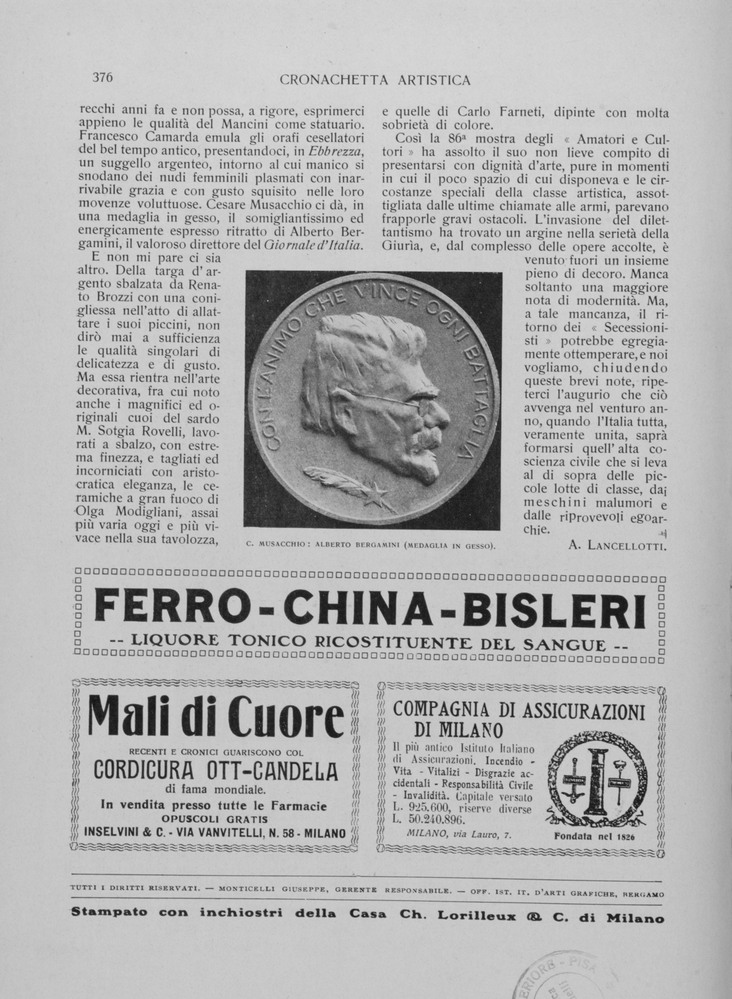 376
CRONACHETTA ARTISTICA
recchi anni fa e non possa, a rigore, esprimerci
appieno le qualità del Mancini come statuario.
Francesco Camarda emula gli orafi cesellatori
del bel tempo antico, presentandoci, in Ebbrezza,
un suggello argenteo, intorno al cui manico si
snodano dei nudi femminili plasmati con inar-
rivabile grazia e con gusto squisito nelle loro
movenze voluttuose. Cesare Musacchio ci dà, in
una medaglia in gesso, il somigliantissimo ed
energicamente espresso ritratto di Alberto Ber-
gamini, il valoroso direttore del Giornale d'Italia.
E non mi pare ci sia
altro. Della targa d'ar-
gento sbalzata da Rena-
to Brozzi con una coni-
gliessa nell'atto di allat-
tare i suoi piccini, non
dirò mai a sufficienza
le qualità singolari di
delicatezza e di gusto.
Ma essa rientra nell'arte
decorativa, fra cui noto
anche i magnifici ed o-
riginali cuoi del sardo
M. Sotgia Rovelli, lavo-
rati a sbalzo, con estre-
ma finezza, e tagliati ed
incorniciati con aristo-
cratica eleganza, le ce-
ramiche a gran fuoco di
Olga Modigliani, assai
più varia oggi e più vi-
vace nella sua tavolozza,
e quelle di Carlo Farneti, dipinte con molta
sobrietà di colore.
Così la 86ª mostra degli « Amatori e Cul-
tori » ha assolto il suo non lieve compito di
presentarsi con dignità d'arte, pure in momenti
in cui il poco spazio di cui disponeva e le cir-
costanze speciali della classe artistica, assot-
tigliata dalle ultime chiamate alle armi, parevano
frapporle gravi ostacoli. L'invasione del dilet-
tantismo ha trovato un argine nella serietà della
Giuria, e, dal complesso delle opere accolte, è
venuto fuori un insieme
pieno di decoro. Manca
soltanto una maggiore
nota di modernità. Ma,
a tale mancanza, il ri-
torno dei « Secessioni-
sti » potrebbe egregia-
mente ottemperare, e noi
vogliamo, chiudendo
queste brevi note, ripe-
terci l'augurio che ciò
avvenga nel venturo an-
no, quando l'Italia tutta,
veramente unita, saprà
formarsi quell'alta co-
scienza civile che si leva
al di sopra delle pic-
cole lotte di classe, dai
meschini malumori e
dalle riprovevoli egoar-
chie.
A. LANCELLOTTI.
CON L'ANIMO CHE VINCE OGNI BATTAGLIA
C. MUSACCHIO: ALBERTO BERGAMINI (MEDAGLIA IN GESSO).
FERRO-CHINA-BISLERI
-- LIQUORE TONICO RICOSTITUENTE DEL SANGUE --
Mali di Cuore
RECENTI E CRONICI GUARISCONO COL
CORDICURA OTT-CANDELA
di fama mondiale.
In vendita presso tutte le Farmacie
OPUSCOLI GRATIS
INSELVINI & C. - VIA VANVITELLI, N. 58 - MILANO
COMPAGNIA DI ASSICURAZIONI
DI MILANO
Il più antico Istituto Italiano
di Assicurazioni. Incendio -
Vita - Vitalizi - Disgrazie ac-
cidentali - Responsabilità Civile
- Invalidità. Capitale versato
L. 925.600, riserve diverse
L. 50.240.896.
MILANO, via Lauro, 7.
Fondata nel 1826
TUTTI I DIRITTI RISERVATI. — MONTICELLI GIUSEPPE, GERENTE RESPONSABILE. — OFF. IST. IT. D'ARTI GRAFICHE, BERGAMO
Stampato con inchiostri della Casa Ch. Lorilleux & C. di Milano